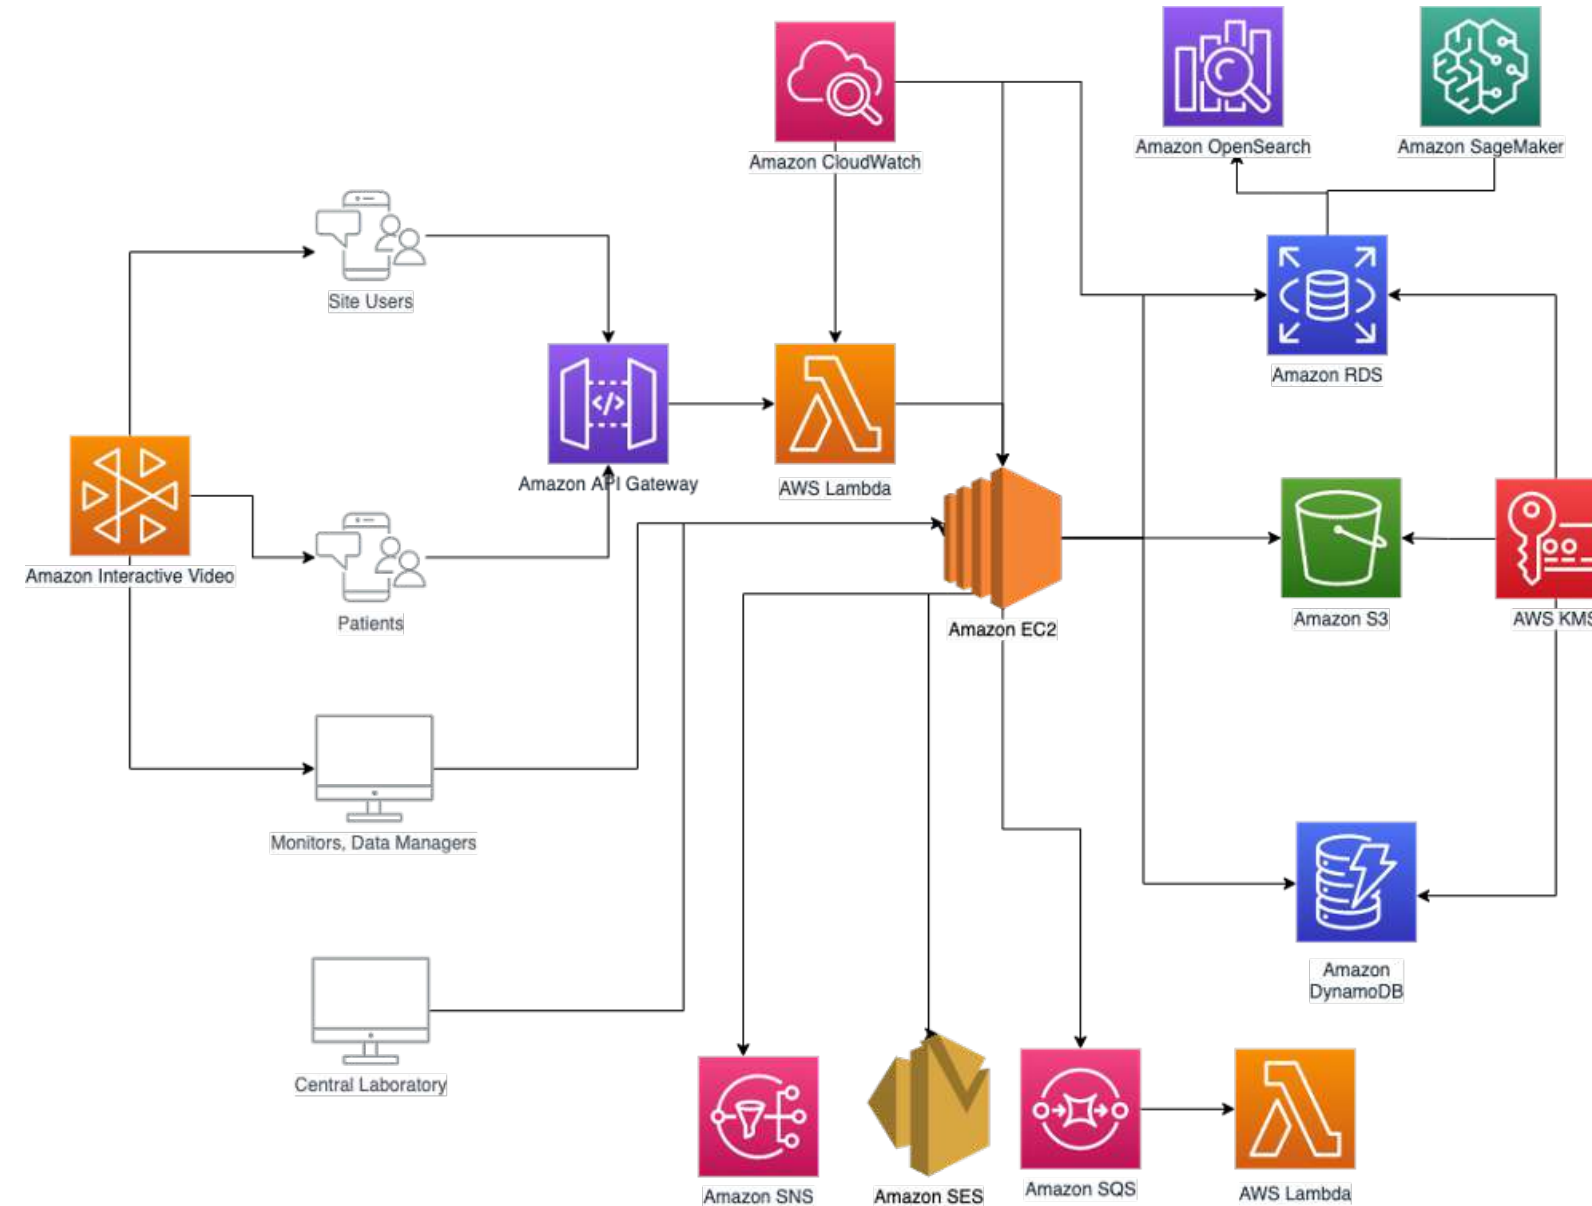 Amazon OpenSearch
Amazon SageMaker
Amazon CloudWatch
Site Users
Amazon RDS
Amazon API Gateway
</>
AWS Lambda
Amazon Interactive Video
Patients
Amazon EC2
Amazon S3
AWS KMS
Monitors, Data Managers
Amazon
DynamoDB
Central Laboratory
Amazon SNS
Amazon SES
Amazon SQS
AWS Lambda